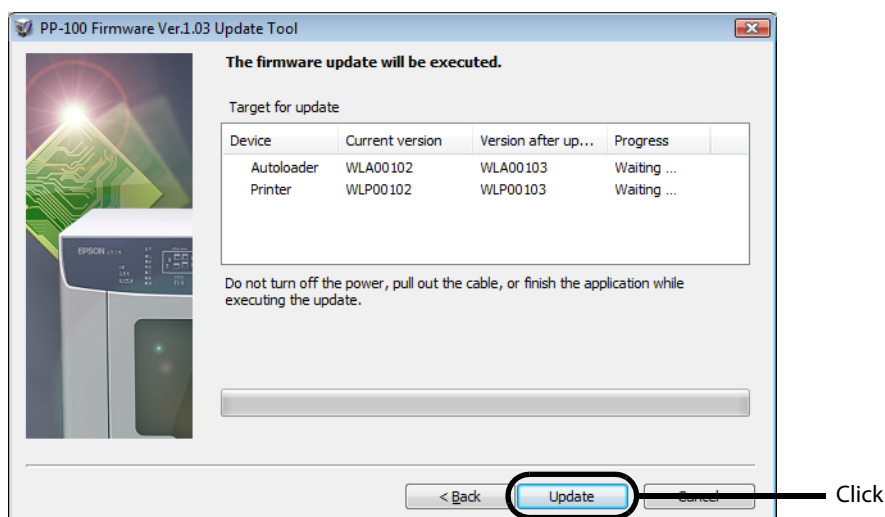 PP-100 Firmware Ver.1.03 Update Tool
The firmware update will be executed.
Target for update
Device Current version Version after up... Progress
Autoloader WLA00102 WLA00103 Waiting ...
Printer WLP00102 WLP00103 Waiting ...
EPSON
Do not turn off the power, pull out the cable, or finish the application while
executing the update.
< Back Update Cancel Click